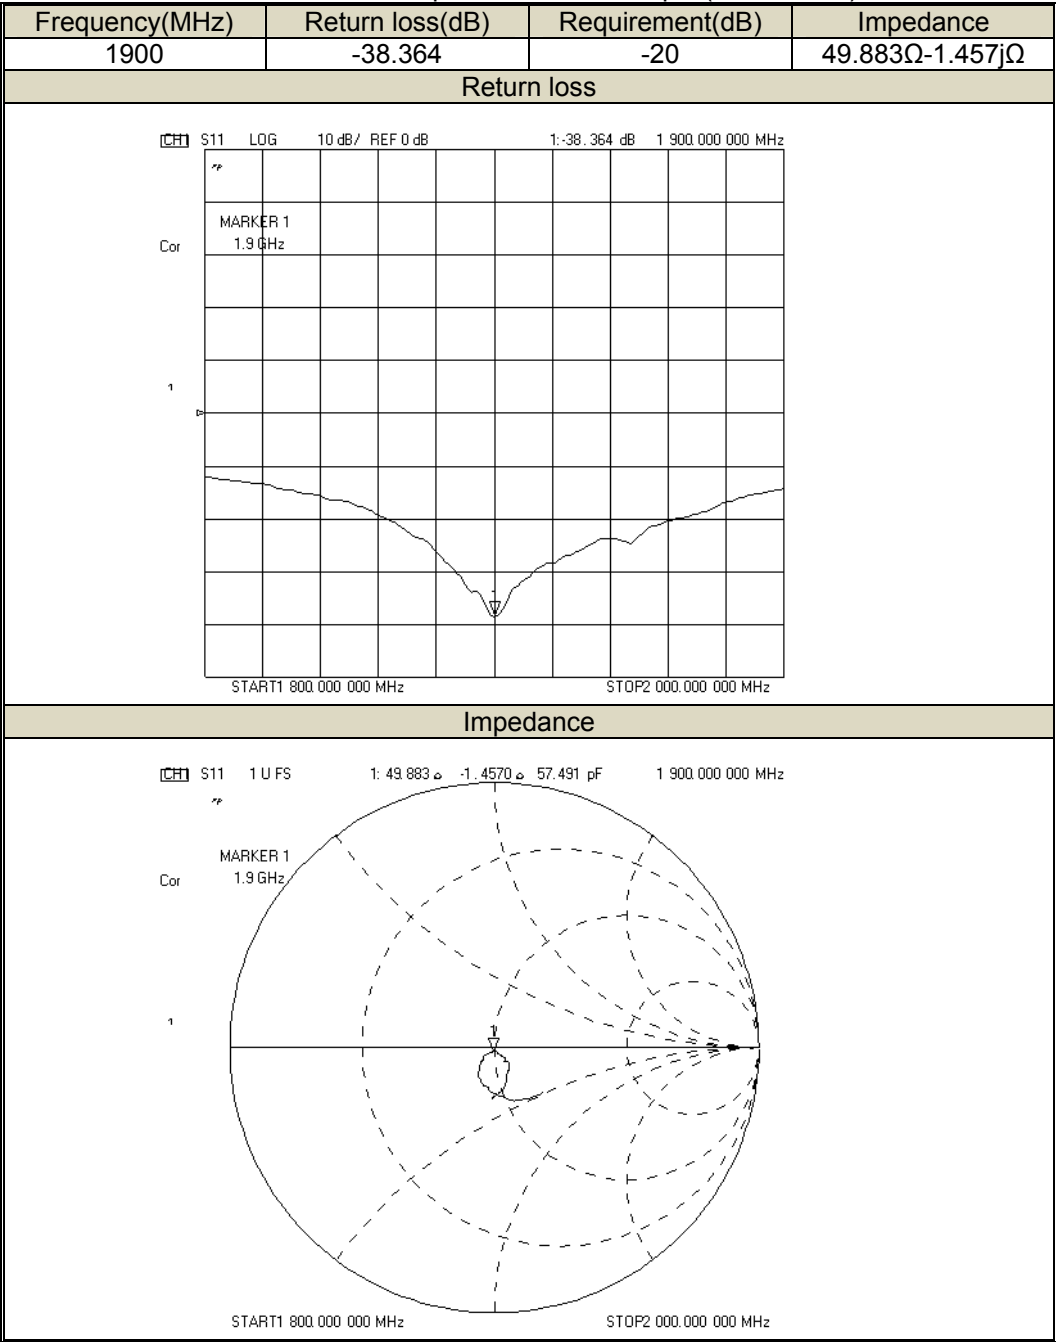 Frequency(MHz) Return loss(dB) Requirement(dB) Impedance
1900 -38.364 -20 49.883Ω-1.457jΩ
Return loss
CH1 S11 LOG 10 dB/ REF 0 dB 1:-38.364 dB 1 900.000 000 MHz
MARKER 1
Cor 1.9 GHz
1
1
START1 800.000 000 MHz STOP2 000.000 000 MHz
Impedance
CH1 S11 1 U FS 1: 49.883 Ω -1.4570 Ω 57.491 pF 1 900.000 000 MHz
MARKER 1
Cor 1.9 GHz
1
1
START1 800.000 000 MHz STOP2 000.000 000 MHz